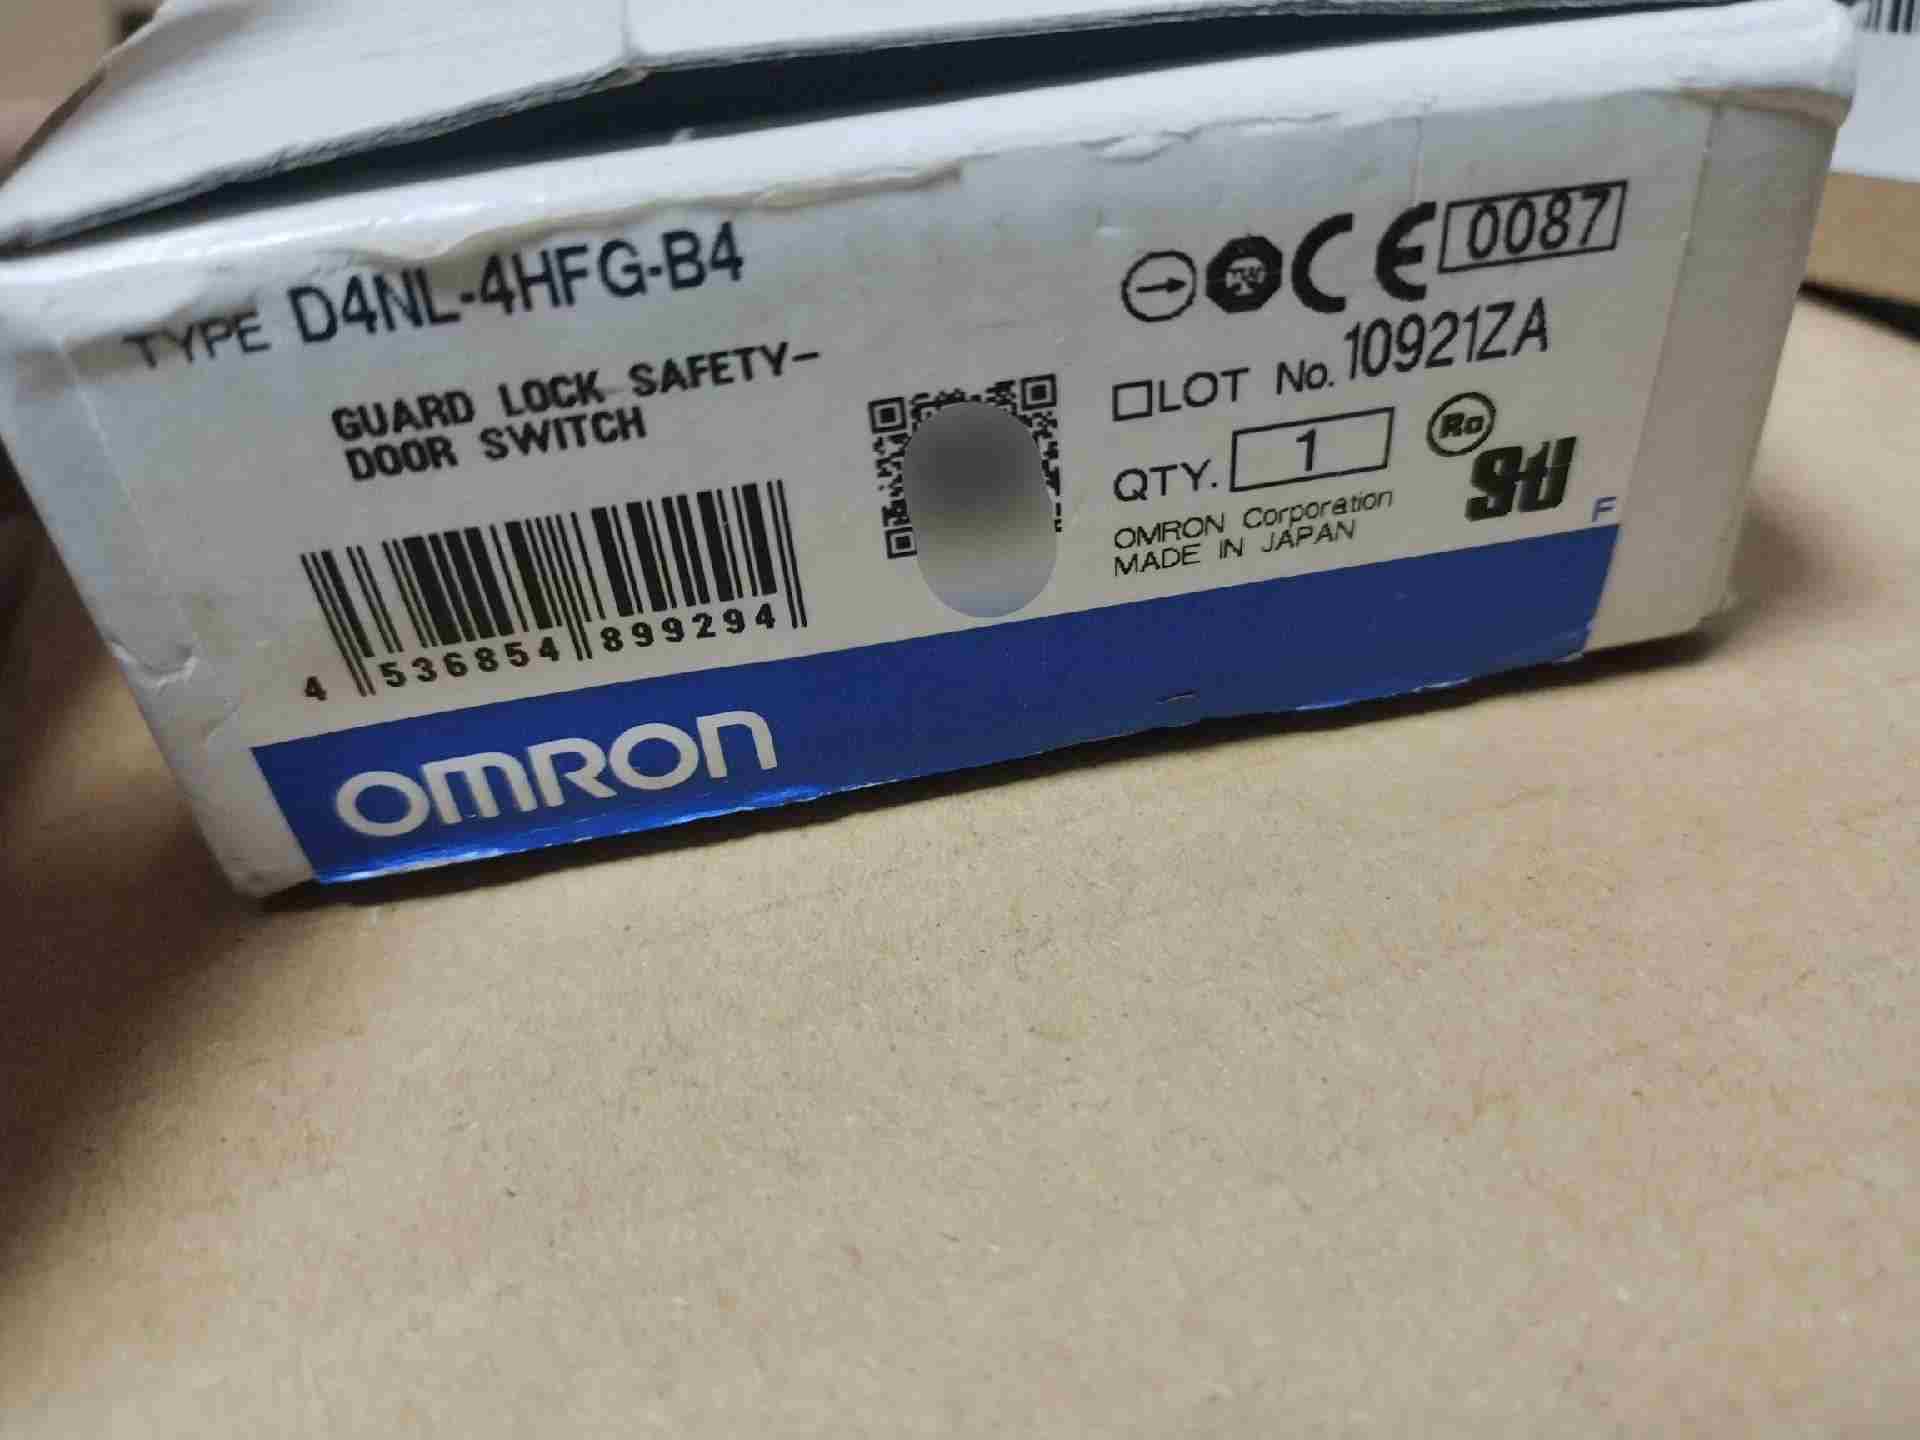 TYPE D4NL-4HFG-B4
GUARD LOCK SAFETY-
DOOR SWITCH
4 536854 899294
CE 0087
LOT No. 10921ZA
QTY. 1
OMRON Corporation
MADE IN JAPAN
F
OMRON